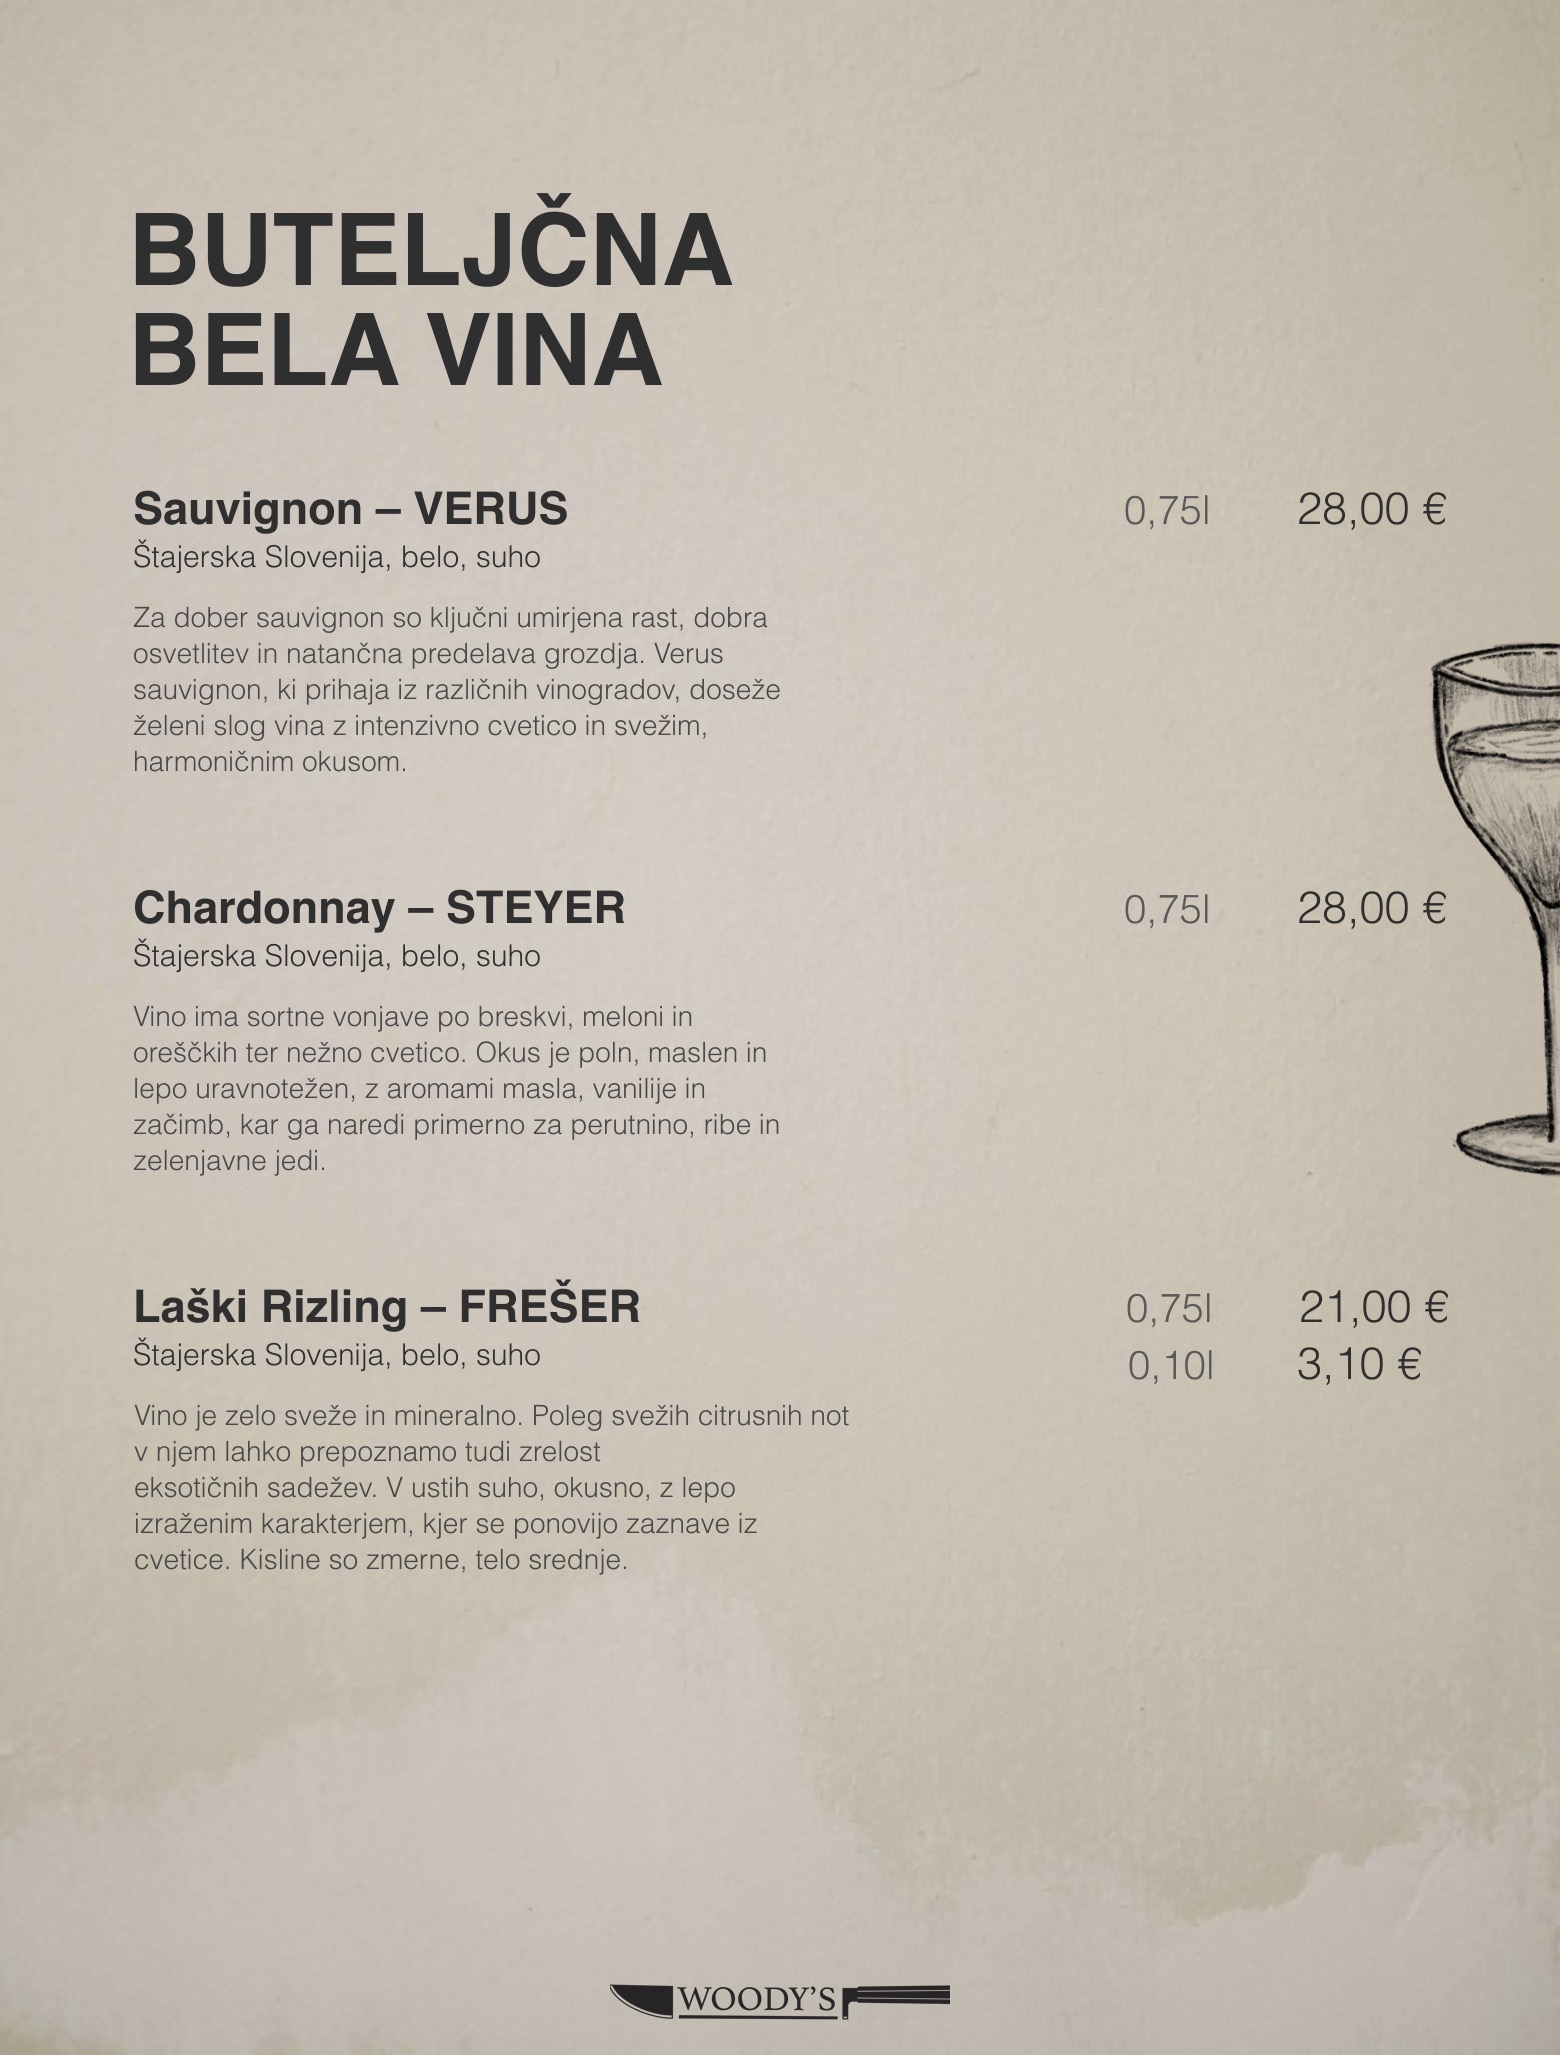 BUTELJČNA
BELA VINA
Sauvignon – VERUS 0,75l 28,00 €
Štajerska Slovenija, belo, suho
Za dober sauvignon so ključni umirjena rast, dobra
osvetlitev in natančna predelava grozdja. Verus
sauvignon, ki prihaja iz različnih vinogradov, doseže
želeni slog vina z intenzivno cvetico in svežim,
harmoničnim okusom.
Chardonnay – STEYER 0,75l 28,00 €
Štajerska Slovenija, belo, suho
Vino ima sortne vonjave po breskvi, meloni in
oreščkih ter nežno cvetico. Okus je poln, maslen in
lepo uravnotežen, z aromami masla, vanilije in
začimb, kar ga naredi primerno za perutnino, ribe in
zelenjavne jedi.
Laški Rizling – FREŠER 0,75l 21,00 €
Štajerska Slovenija, belo, suho 0,10l 3,10 €
Vino je zelo sveže in mineralno. Poleg svežih citrusnih not
v njem lahko prepoznamo tudi zrelost
eksotičnih sadežev. V ustih suho, okusno, z lepo
izraženim karakterjem, kjer se ponovijo zaznave iz
cvetice. Kisline so zmerne, telo srednje.
WOODY'S